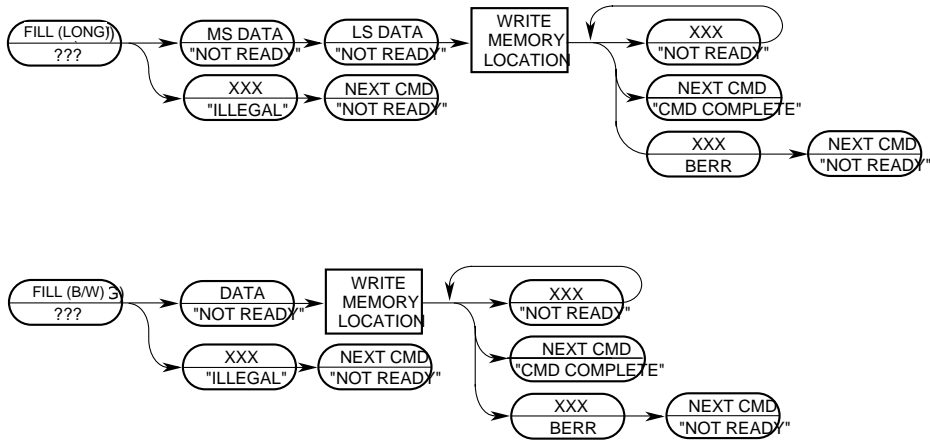 FILL (LONG))
???
MS DATA
"NOT READY"
LS DATA
"NOT READY"
WRITE
MEMORY
LOCATION
XXX
"NOT READY"
XXX
"ILLEGAL"
NEXT CMD
"NOT READY"
NEXT CMD
"CMD COMPLETE"
XXX
BERR
NEXT CMD
"NOT READY"
FILL (B/W) G)
???
DATA
"NOT READY"
WRITE
MEMORY
LOCATION
XXX
"NOT READY"
XXX
"ILLEGAL"
NEXT CMD
"NOT READY"
NEXT CMD
"CMD COMPLETE"
XXX
BERR
NEXT CMD
"NOT READY"